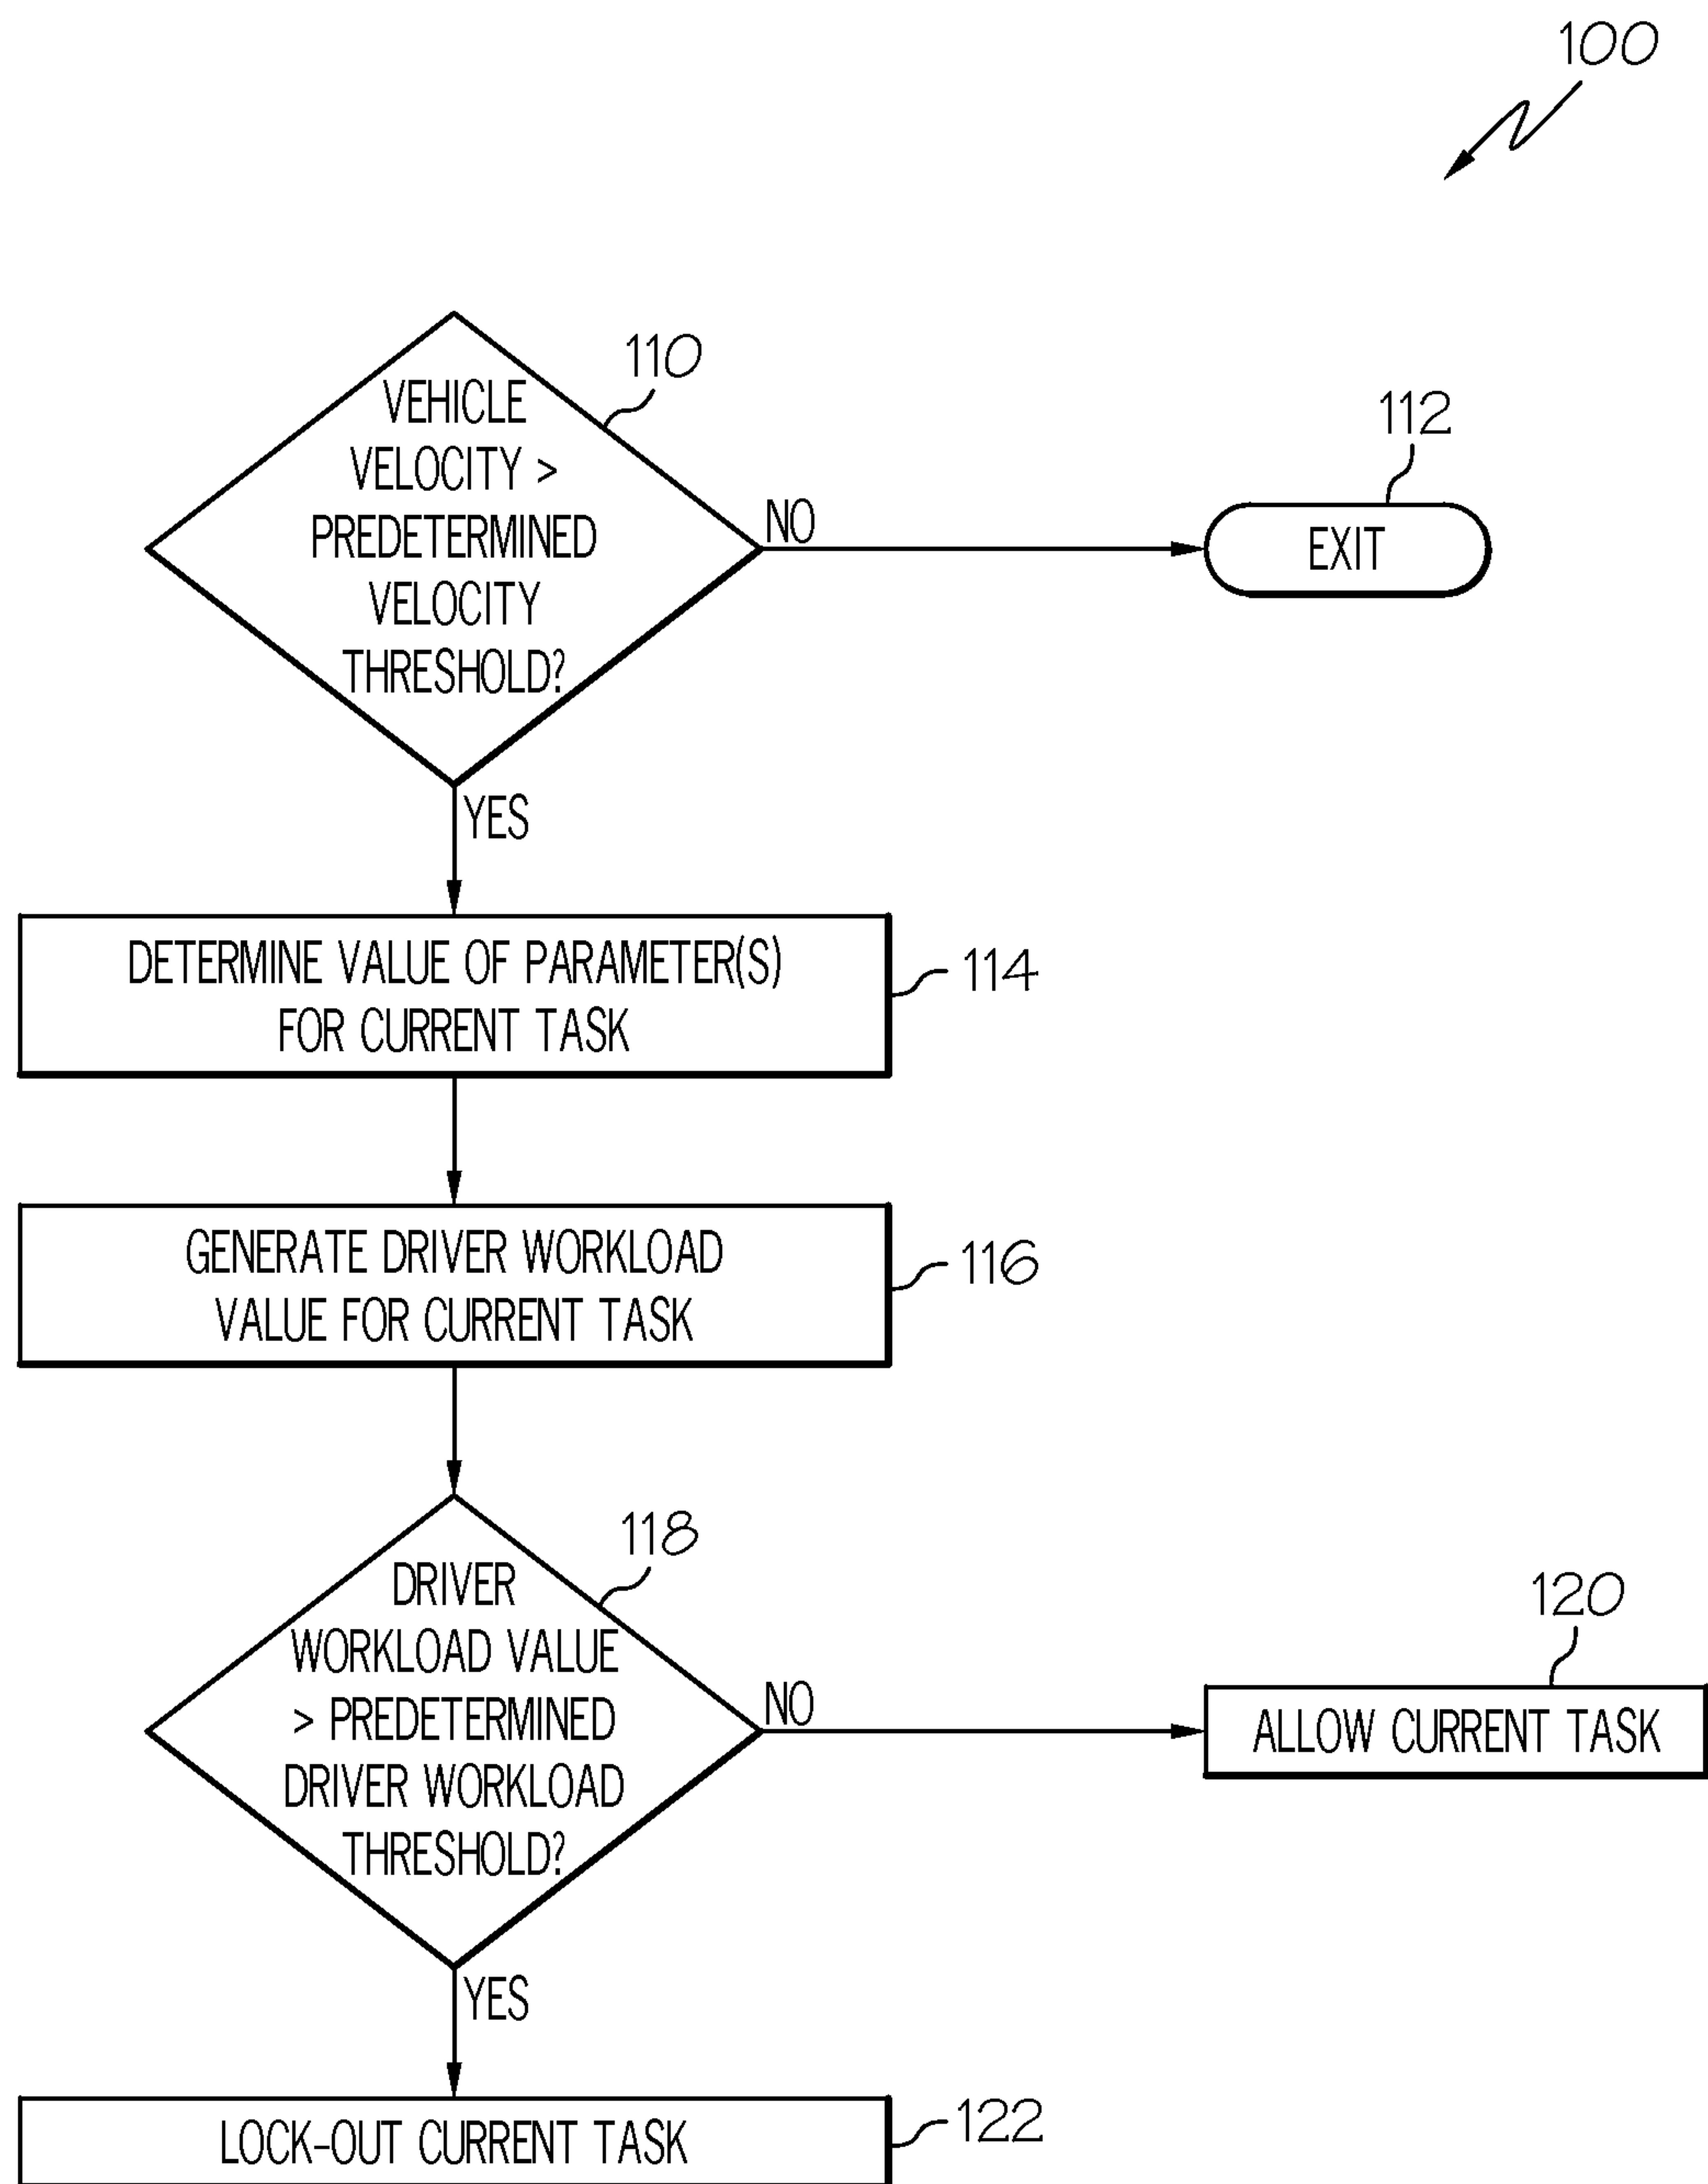 100
110
VEHICLE
VELOCITY >
PREDETERMINED
VELOCITY
THRESHOLD?
NO
112
EXIT
YES
DETERMINE VALUE OF PARAMETER(S)
FOR CURRENT TASK
114
GENERATE DRIVER WORKLOAD
VALUE FOR CURRENT TASK
116
118
DRIVER
WORKLOAD VALUE
> PREDETERMINED
DRIVER WORKLOAD
THRESHOLD?
NO
120
ALLOW CURRENT TASK
YES
LOCK-OUT CURRENT TASK
122